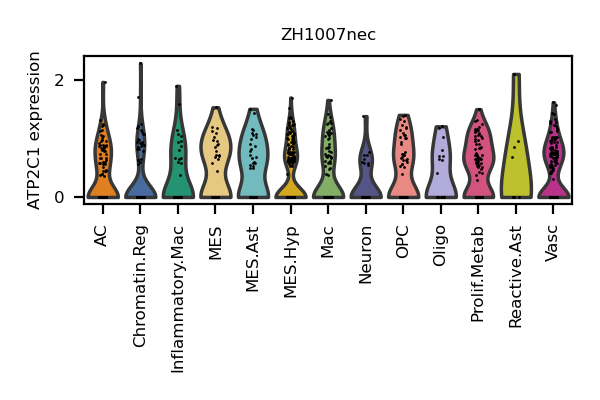 ZH1007nec
ATP2C1 expression
2
0
AC
Chromatin.Reg
Inflammatory.Mac
MES
MES.Ast
MES.Hyp
Mac
Neuron
OPC
Oligo
Prolif.Metab
Reactive.Ast
Vasc